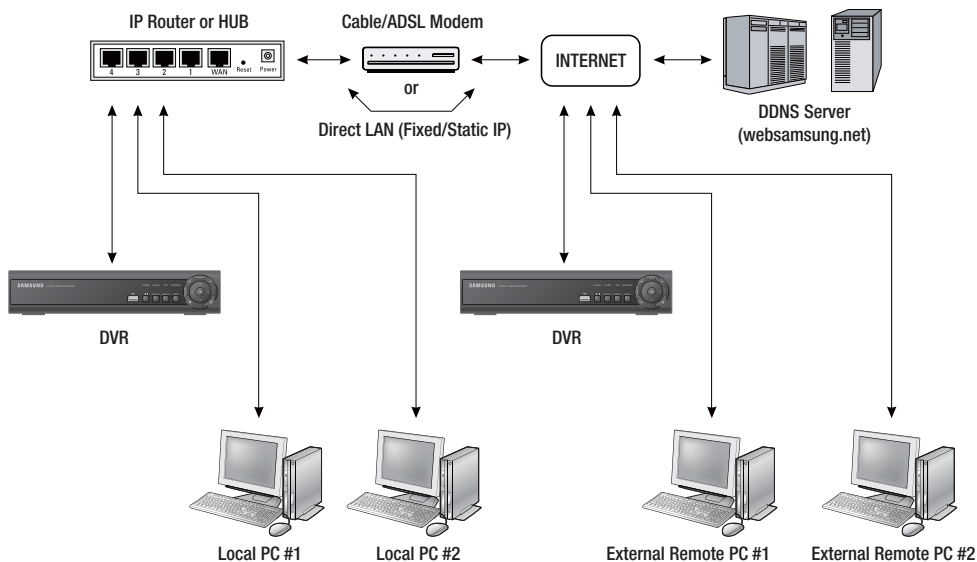 IP Router or HUB
Cable/ADSL Modem
4 3 2 1 WAN Reset Power
INTERNET
or
Direct LAN (Fixed/Static IP)
DDNS Server
(websamsung.net)
SAMSUNG
SAMSUNG
DVR
DVR
Local PC #1
Local PC #2
External Remote PC #1
External Remote PC #2